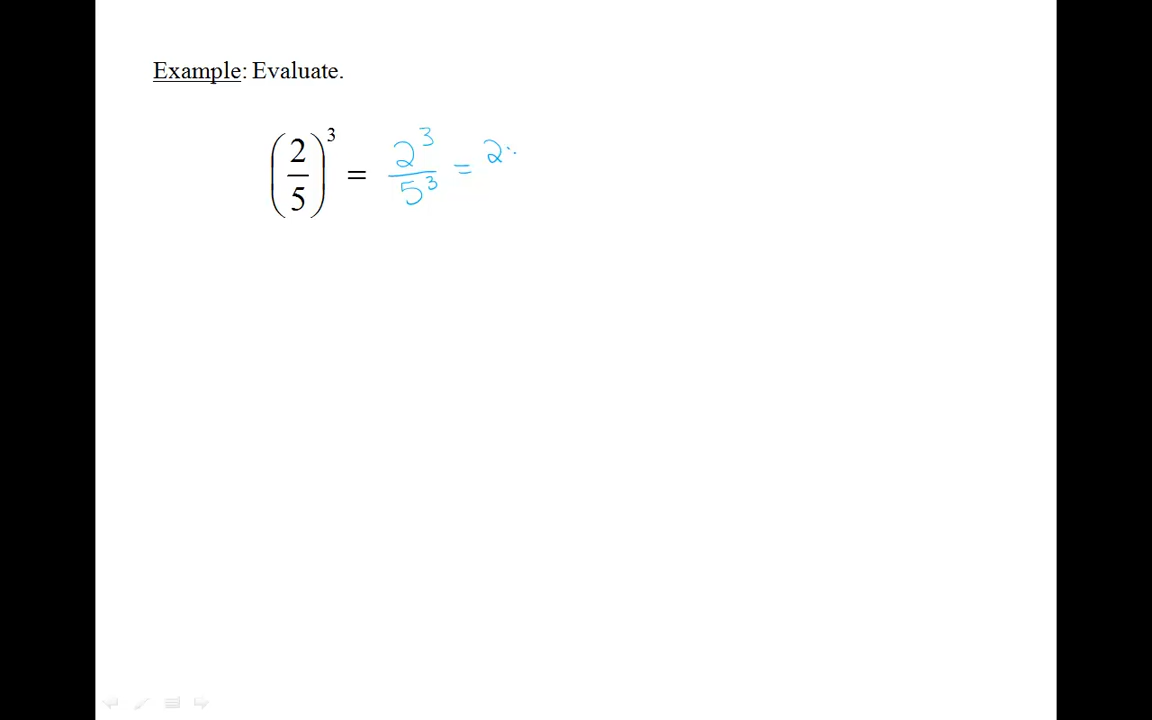 Example: Evaluate.
(2/5)^3 = 2^3/5^3 = 2·